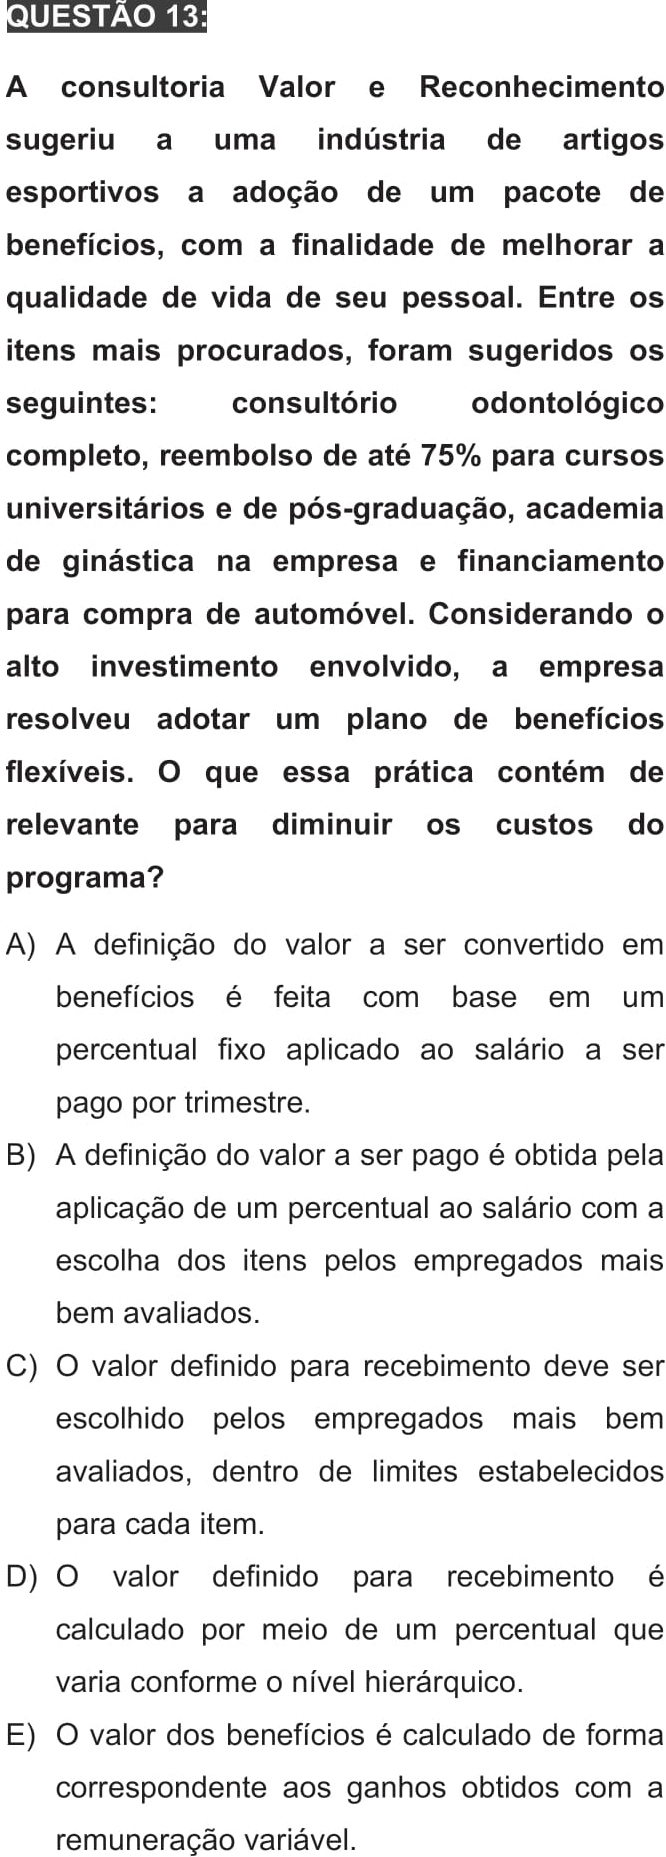 QUESTÃO 13:
A consultoria Valor e Reconhecimento
sugeriu a uma indústria de artigos
esportivos a adoção de um pacote de
benefícios, com a finalidade de melhorar a
qualidade de vida de seu pessoal. Entre os
itens mais procurados, foram sugeridos os
seguintes: consultório odontológico
completo, reembolso de até 75% para cursos
universitários e de pós-graduação, academia
de ginástica na empresa e financiamento
para compra de automóvel. Considerando o
alto investimento envolvido, a empresa
resolveu adotar um plano de benefícios
flexíveis. O que essa prática contém de
relevante para diminuir os custos do
programa?
A) A definição do valor a ser convertido em
benefícios é feita com base em um
percentual fixo aplicado ao salário a ser
pago por trimestre.
B) A definição do valor a ser pago é obtida pela
aplicação de um percentual ao salário com a
escolha dos itens pelos empregados mais
bem avaliados.
C) O valor definido para recebimento deve ser
escolhido pelos empregados mais bem
avaliados, dentro de limites estabelecidos
para cada item.
D) O valor definido para recebimento é
calculado por meio de um percentual que
varia conforme o nível hierárquico.
E) O valor dos benefícios é calculado de forma
correspondente aos ganhos obtidos com a
remuneração variável.